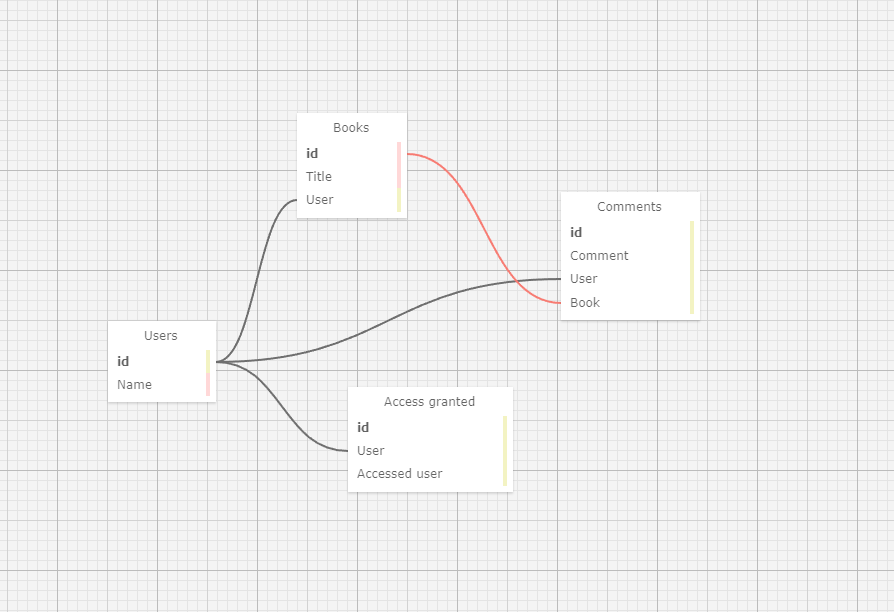 Books
id
Title
User
Comments
id
Comment
User
Book
Users
id
Name
Access granted
id
User
Accessed user